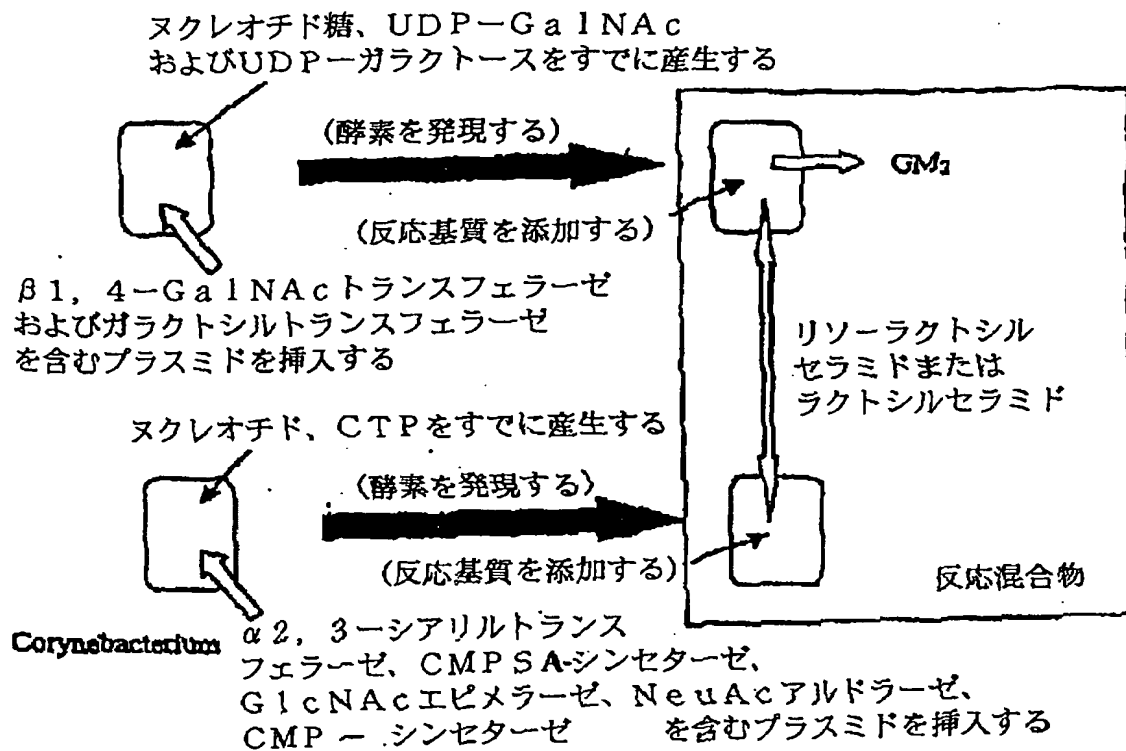 ヌクレオチド糖、UDP－GalNAc
およびUDP－ガラクトースをすでに産生する
(酵素を発現する)
GM₂
(反応基質を添加する)
β1，4－GalNAcトランスフェラーゼ
およびガラクトシルトランスフェラーゼ
を含むプラスミドを挿入する
リソーラクトシル
セラミドまたは
ラクトシルセラミド
ヌクレオチド、CTPをすでに産生する
(酵素を発現する)
(反応基質を添加する)
反応混合物
Corynebacterium
α2，3－シアリルトランス
フェラーゼ、CMPSA-シンセターゼ、
GlcNAcエピメラーゼ、NeuAcアルドラーゼ、
CMP－シンセターゼ を含むプラスミドを挿入する